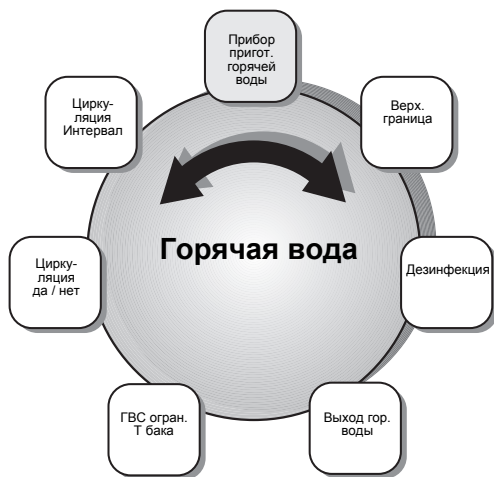 Прибор
пригот.
горячей
воды
Верх.
граница
Дезинфекция
Выход гор.
воды
ГВС огран.
Т бака
Цирку-
ляция
да / нет
Цирку-
ляция
Интервал
Горячая вода